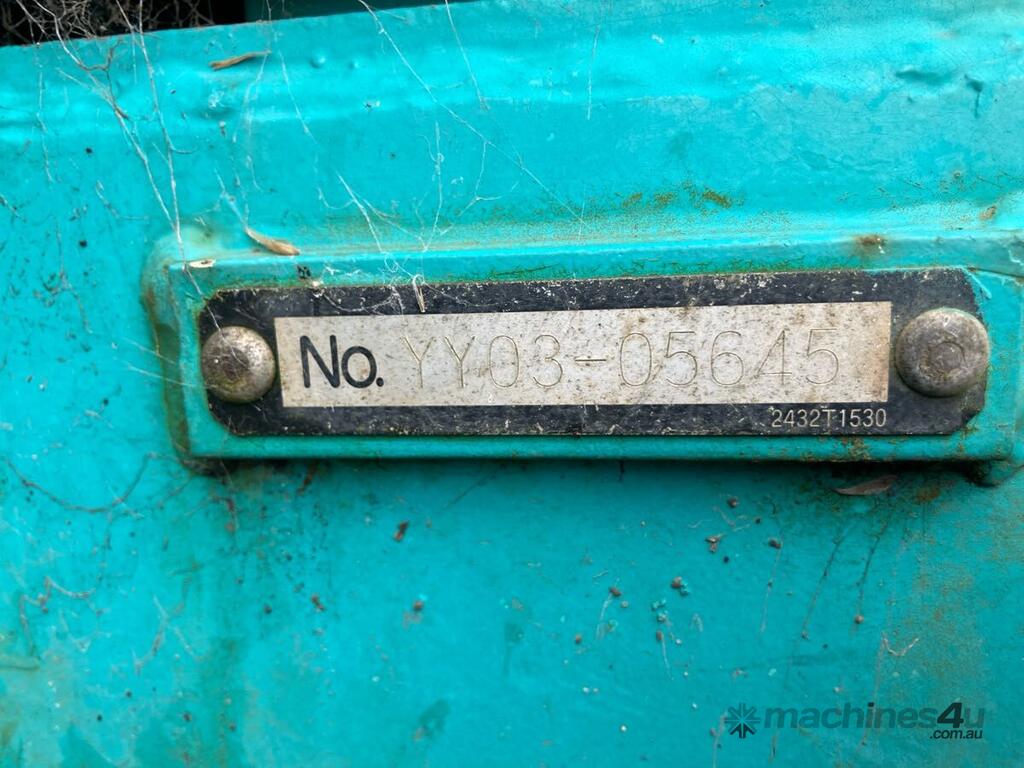 No. YY03-05645
2432T1530
machines4u
.com.au